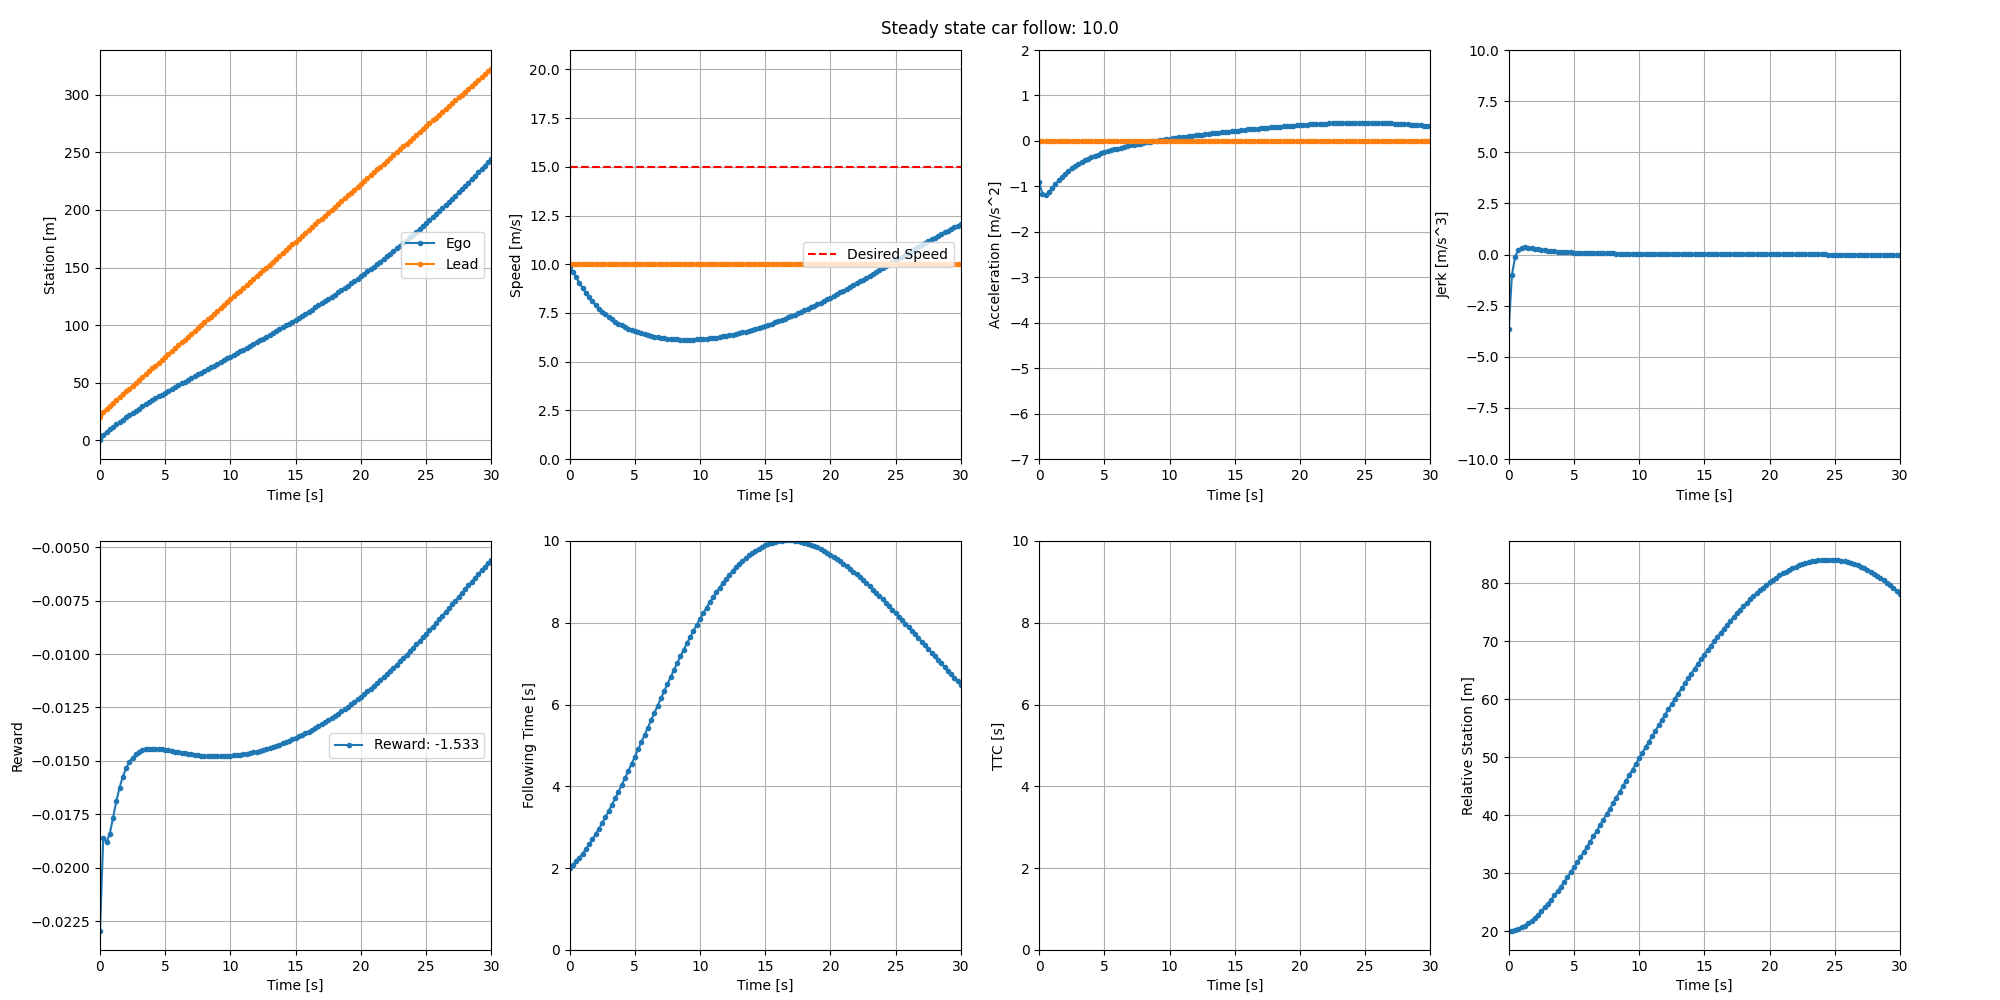 Steady state car follow: 10.0
Station [m]
300
250
200
150
100
50
0
Ego
Lead
0 5 10 15 20 25 30
Time [s]
Speed [m/s]
20.0
17.5
15.0
12.5
10.0
7.5
5.0
2.5
0.0
Desired Speed
0 5 10 15 20 25 30
Time [s]
Acceleration [m/s^2]
2
1
0
−1
−2
−3
−4
−5
−6
−7
0 5 10 15 20 25 30
Time [s]
Jerk [m/s^3]
10.0
7.5
5.0
2.5
0.0
−2.5
−5.0
−7.5
−10.0
0 5 10 15 20 25 30
Time [s]
Reward
−0.0050
−0.0075
−0.0100
−0.0125
−0.0150
−0.0175
−0.0200
−0.0225
Reward: -1.533
0 5 10 15 20 25 30
Time [s]
Following Time [s]
10
8
6
4
2
0
0 5 10 15 20 25 30
Time [s]
TTC [s]
10
8
6
4
2
0
0 5 10 15 20 25 30
Time [s]
Relative Station [m]
80
70
60
50
40
30
20
0 5 10 15 20 25 30
Time [s]